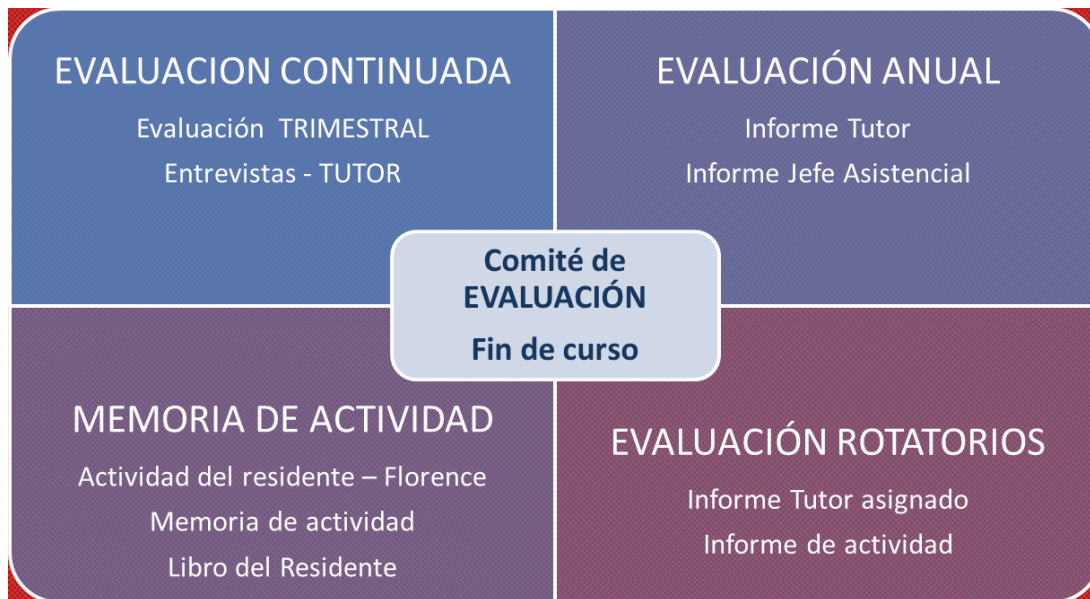 EVALUACION CONTINUADA
Evaluación TRIMESTRAL
Entrevistas - TUTOR
EVALUACIÓN ANUAL
Informe Tutor
Informe Jefe Asistencial
Comité de
EVALUACIÓN
Fin de curso
MEMORIA DE ACTIVIDAD
Actividad del residente – Florence
Memoria de actividad
Libro del Residente
EVALUACIÓN ROTATORIOS
Informe Tutor asignado
Informe de actividad